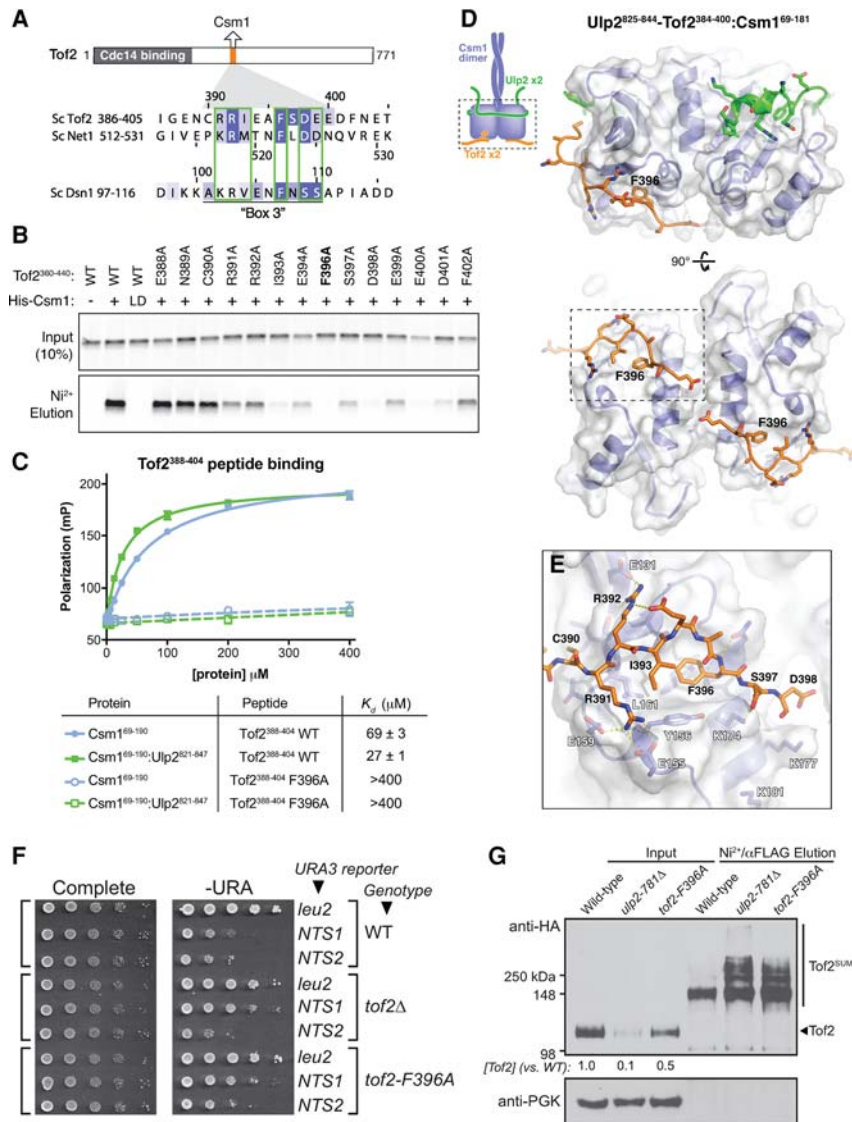 A
Csm1
Tof2 1 Cdc14 binding 771
390 400
Sc Tof2 386-405 I G E N C R R I E A F S D E E D F N E T
Sc Net1 512-531 G I V E P K R M T N F L D D N Q V R E K
520 530
100 110
Sc Dsn1 97-116 D I K K A K R V E N F N S S A P I A D D
"Box 3"
B
Tof2360-440: WT WT WT E388A N389A C390A R391A R392A I393A E394A F396A S397A D398A E399A E400A D401A F402A
His-Csm1: - + LD + + + + + + + + + + + + + +
Input
(10%)
Ni2+
Elution
C
Tof2388-404 peptide binding
Polarization (mP)
200
150
100
50
0 100 200 300 400
[protein] µM
Protein Peptide Kd (µM)
Csm169-190 Tof2388-404 WT 69 ± 3
Csm169-190:Ulp2821-847 Tof2388-404 WT 27 ± 1
Csm169-190 Tof2388-404 F396A >400
Csm169-190:Ulp2821-847 Tof2388-404 F396A >400
D
Ulp2825-844-Tof2384-400:Csm169-181
Csm1
dimer
Ulp2 x2
Tof2 x2
F396
90°
F396
F396
E
E131
R392
C390
I393
R391
F396
S397
D398
L161
E159
Y156
K174
E155
K177
K181
F
Complete
-URA
URA3 reporter
Genotype
leu2
NTS1
NTS2
WT
leu2
NTS1
NTS2
tof2Δ
leu2
NTS1
NTS2
tof2-F396A
G
Input
Ni2+/αFLAG Elution
Wild-type
ulp2-781Δ
tof2-F396A
Wild-type
ulp2-781Δ
tof2-F396A
anti-HA
250 kDa
148
98
Tof2SUM
Tof2
[Tof2] (vs. WT): 1.0 0.1 0.5
anti-PGK